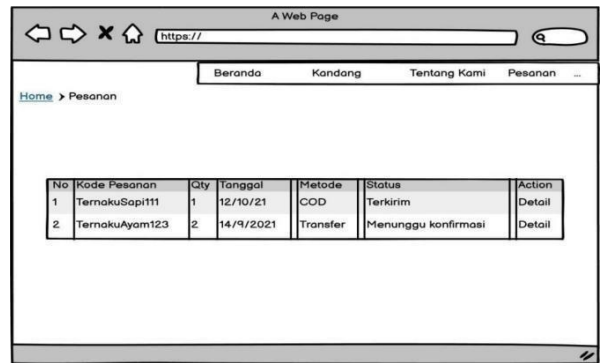 A Web Page
https://
Beranda Kandang Tentang Kami Pesanan ...
Home > Pesanan
No Kode Pesanan Qty Tanggal Metode Status Action
1 TernakuSapi111 1 12/10/21 COD Terkirim Detail
2 TernakuAyam123 2 14/9/2021 Transfer Menunggu konfirmasi Detail